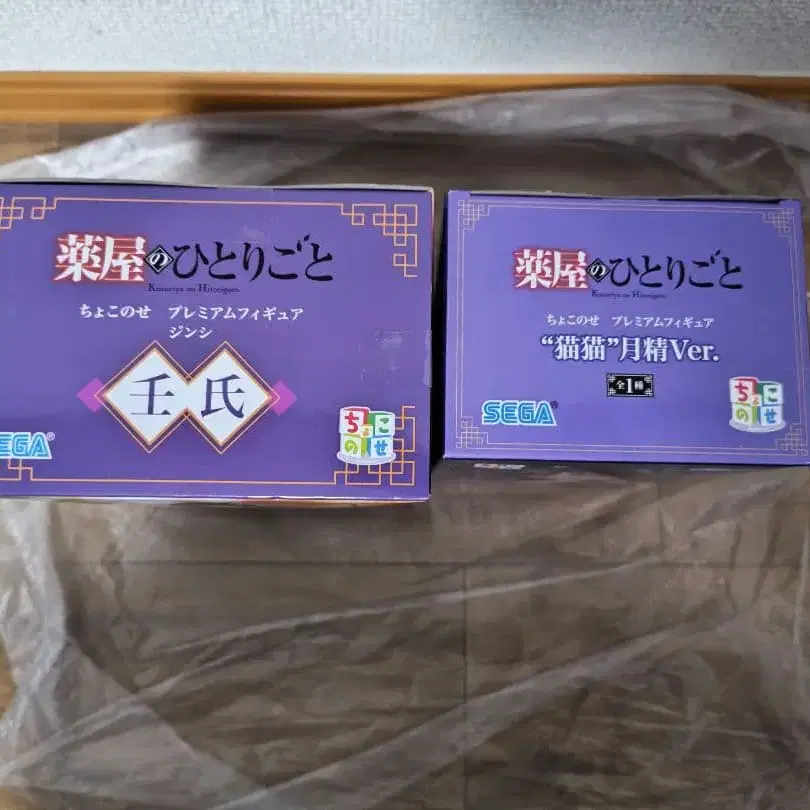 薬屋のひとりごと
Kusuriya no Hitorigoto
ちょこのせ プレミアムフィギュア
ジンシ
壬氏
SEGA®
ちょこのせ
薬屋のひとりごと
Kusuriya no Hitorigoto
ちょこのせ プレミアムフィギュア
“猫猫”月精Ver.
全1種
SEGA®
ちょこのせ